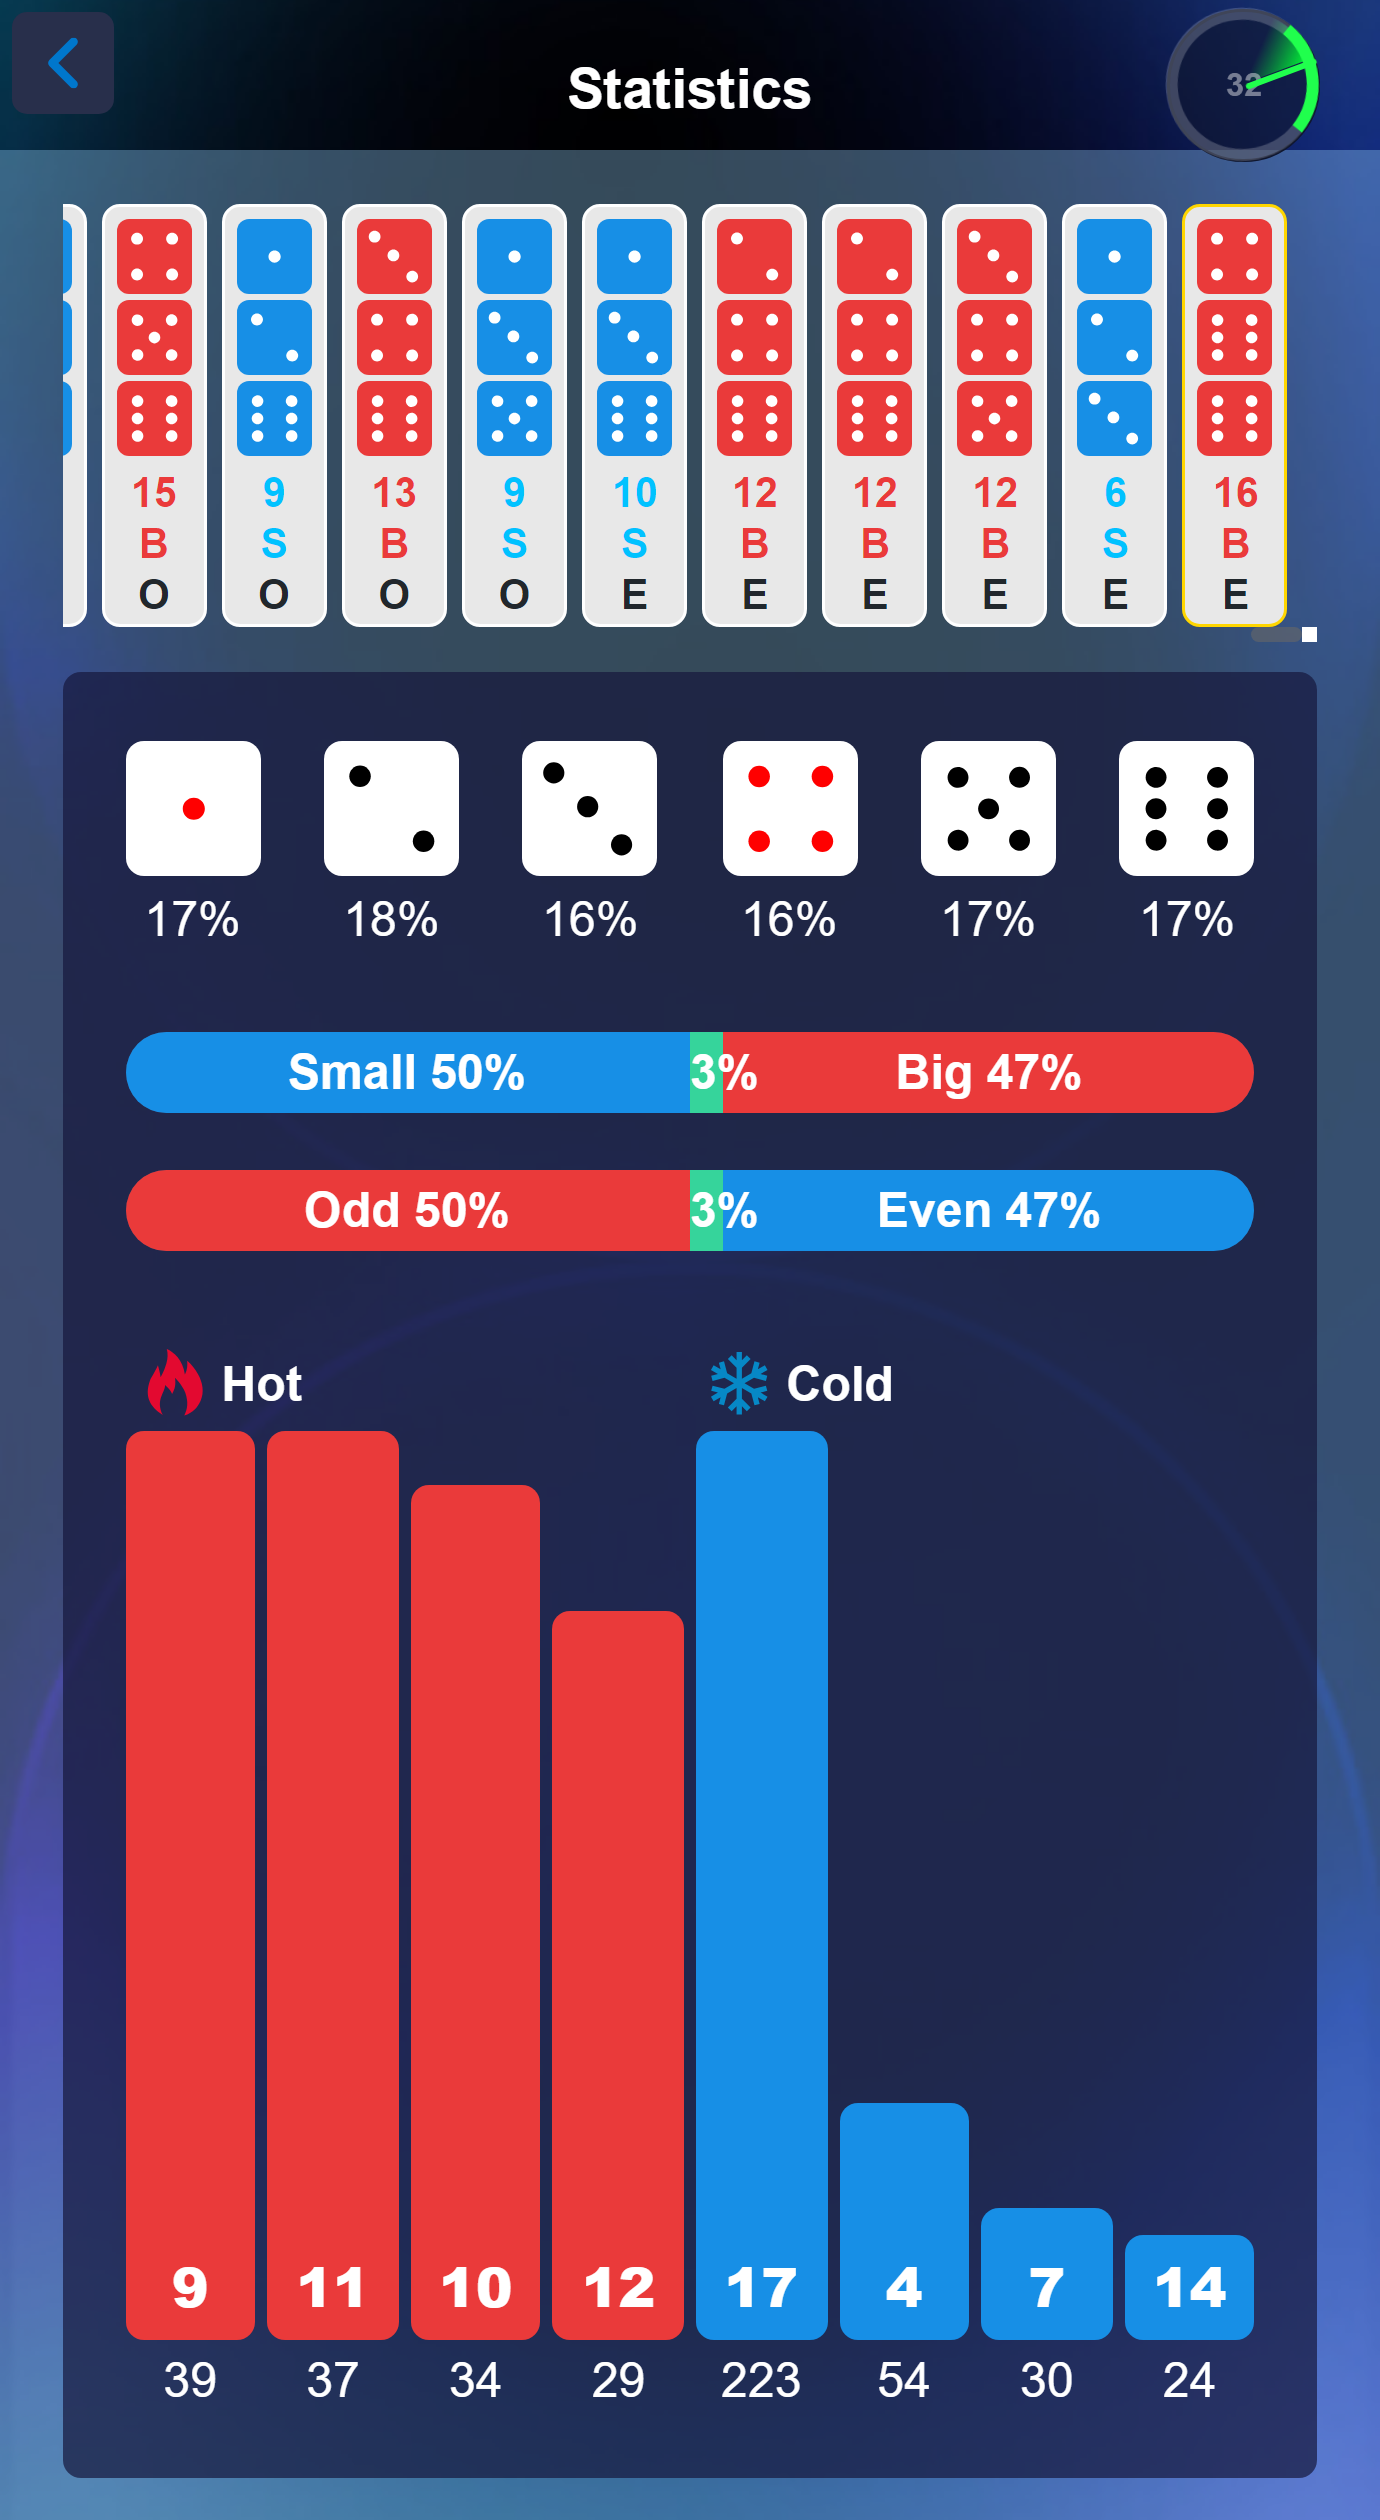 Statistics
32
15 9 13 9 10 12 12 12 6 16
B S B S S B B B S B
O O O O E E E E E E
17% 18% 16% 16% 17% 17%
Small 50% 3% Big 47%
Odd 50% 3% Even 47%
Hot Cold
9 11 10 12 17 4 7 14
39 37 34 29 223 54 30 24